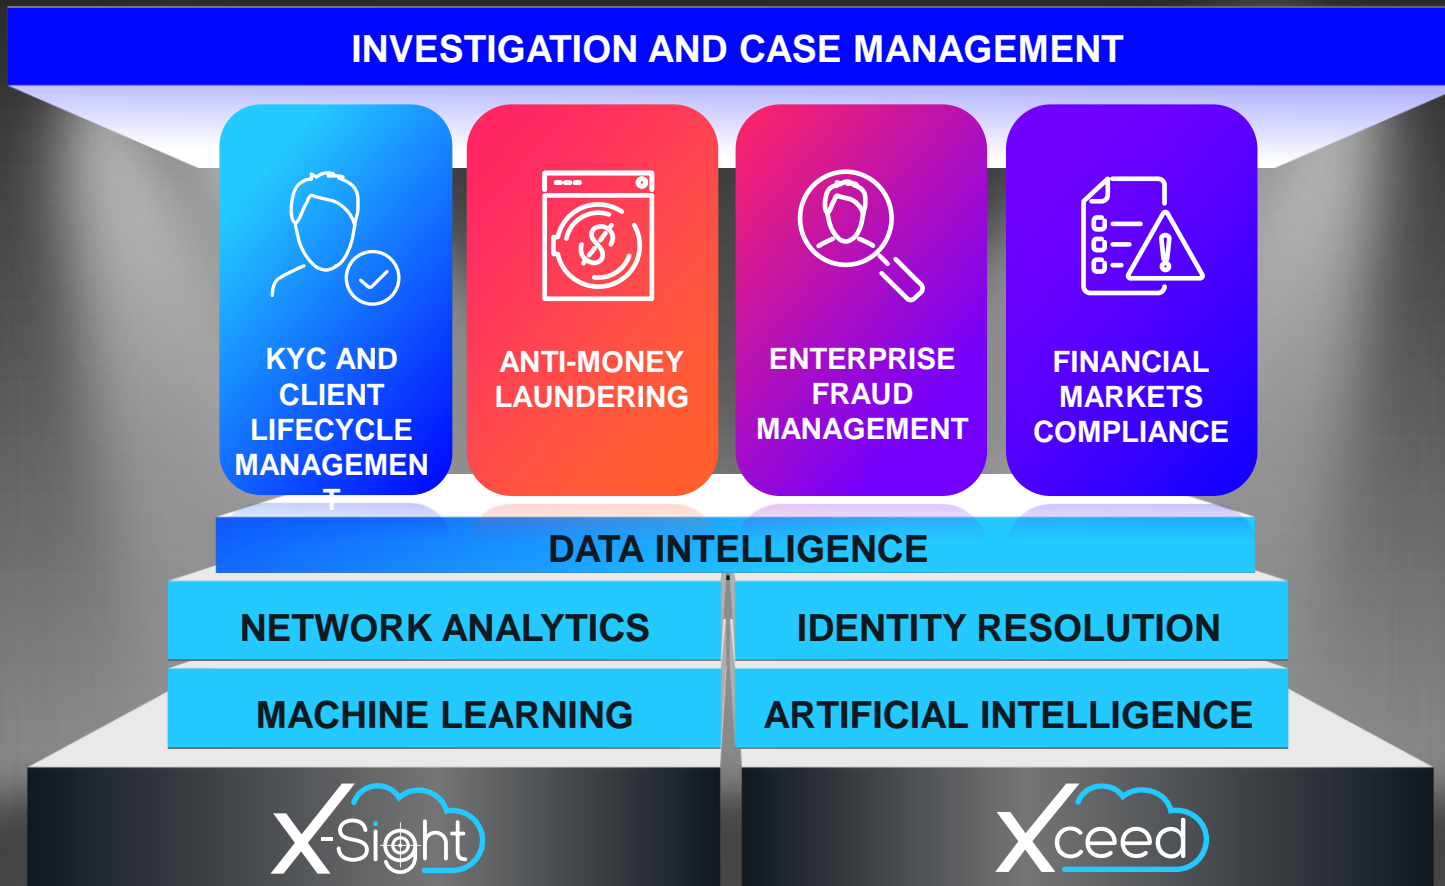 INVESTIGATION AND CASE MANAGEMENT
KYC AND
CLIENT
LIFECYCLE
MANAGEMEN
T
ANTI-MONEY
LAUNDERING
ENTERPRISE
FRAUD
MANAGEMENT
FINANCIAL
MARKETS
COMPLIANCE
DATA INTELLIGENCE
NETWORK ANALYTICS
IDENTITY RESOLUTION
MACHINE LEARNING
ARTIFICIAL INTELLIGENCE
X-Sight
Xceed